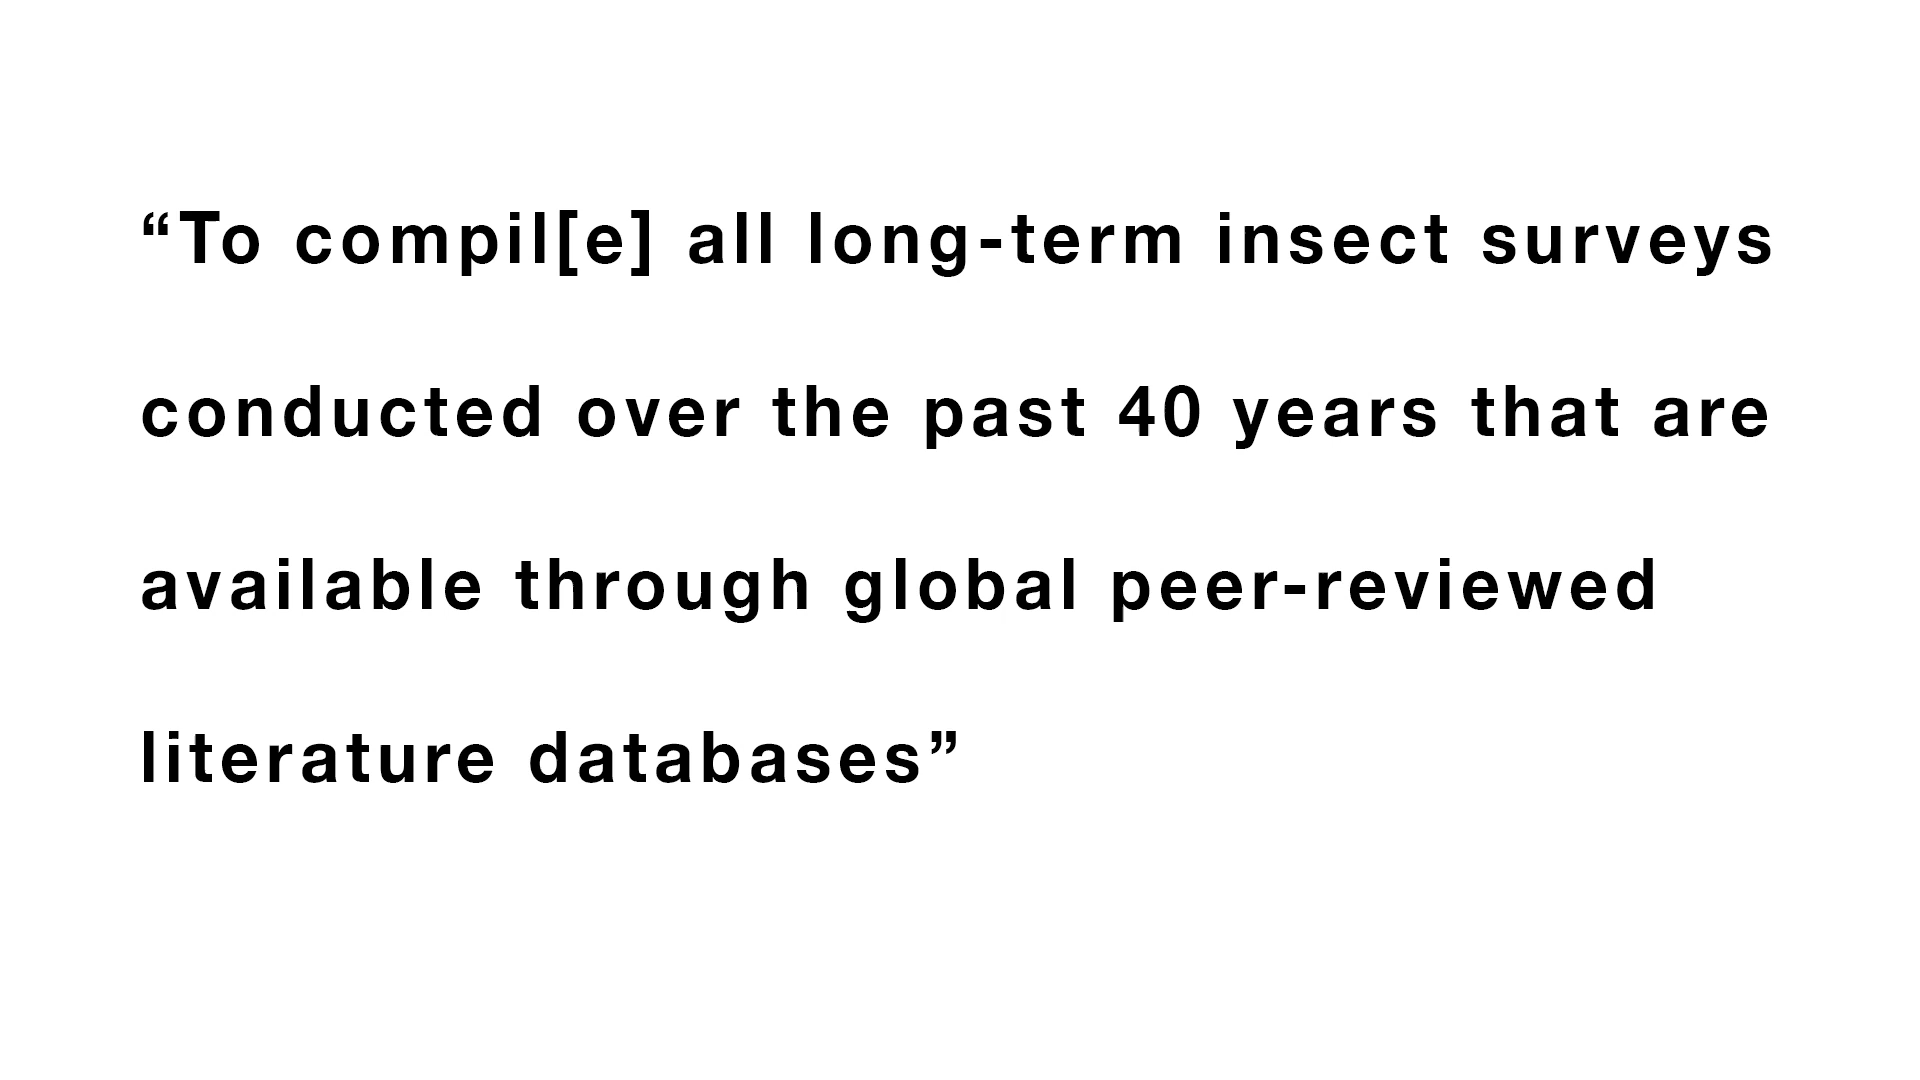 “To compil[e] all long-term insect surveys
conducted over the past 40 years that are
available through global peer-reviewed
literature databases”